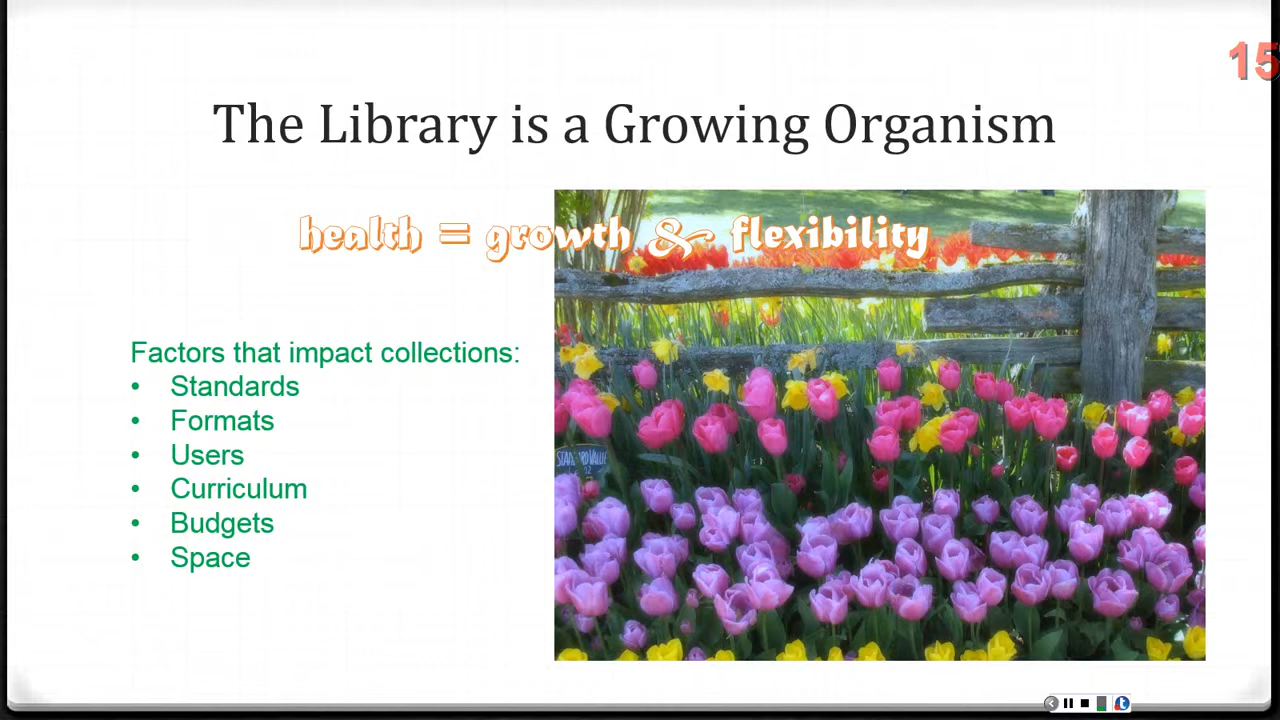 15
The Library is a Growing Organism
health = growth & flexibility
Factors that impact collections:
• Standards
• Formats
• Users
• Curriculum
• Budgets
• Space